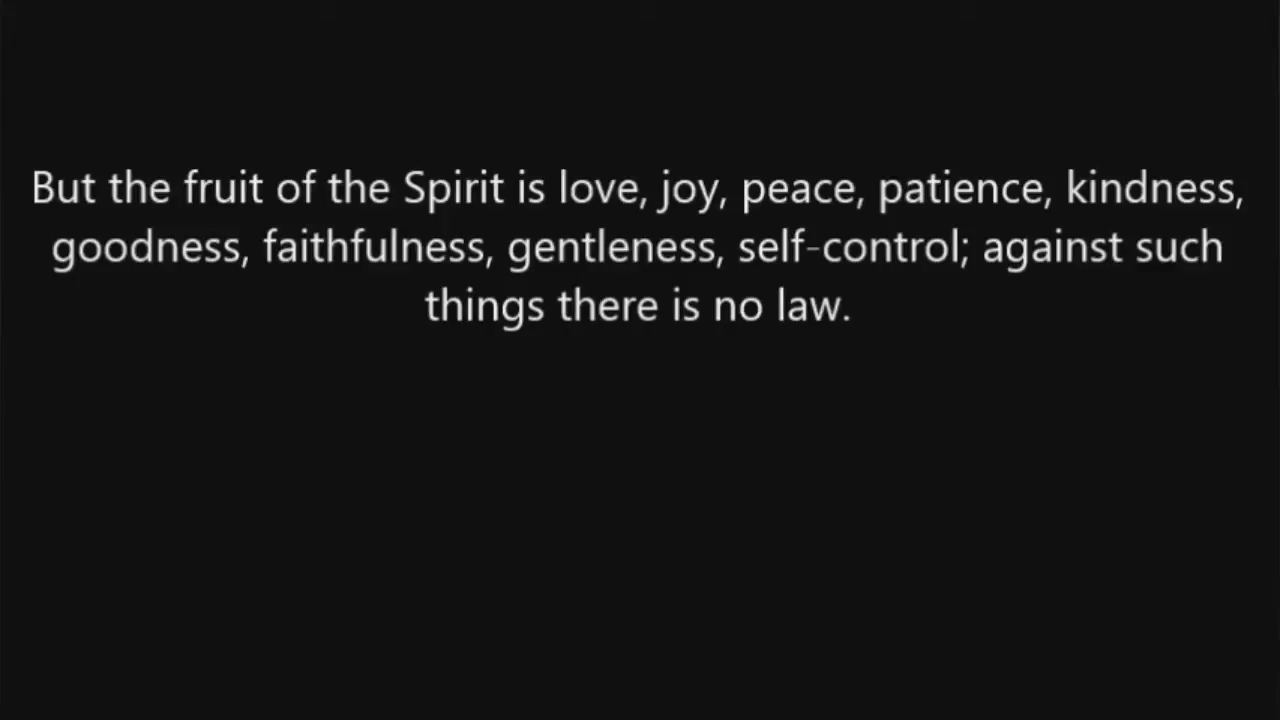 But the fruit of the Spirit is love, joy, peace, patience, kindness,
goodness, faithfulness, gentleness, self-control; against such
things there is no law.